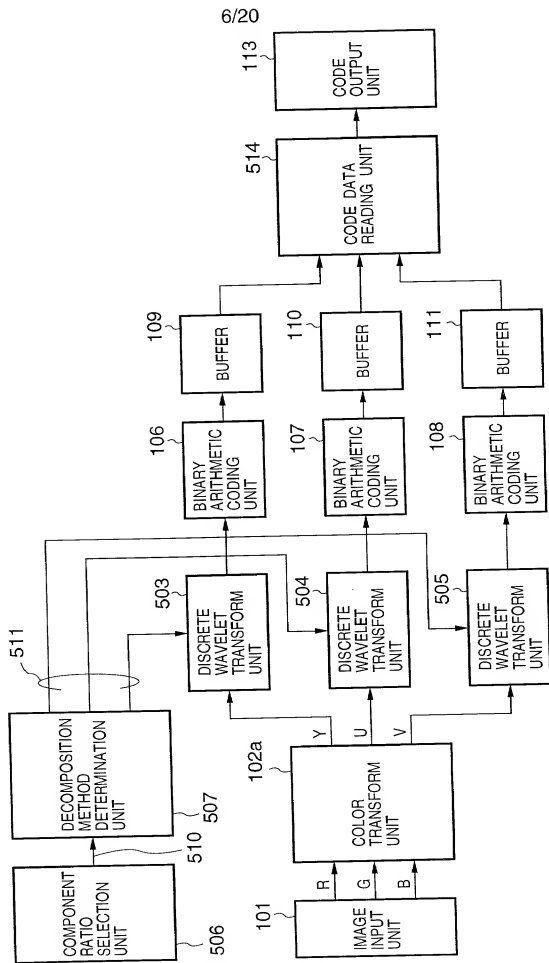 6/20
506
COMPONENT
RATIO
SELECTION
UNIT
510
507
DECOMPOSITION
METHOD
DETERMINATION
UNIT
511
101
IMAGE
INPUT
UNIT
R
G
B
102a
COLOR
TRANSFORM
UNIT
Y
U
V
503
DISCRETE
WAVELET
TRANSFORM
UNIT
504
DISCRETE
WAVELET
TRANSFORM
UNIT
505
DISCRETE
WAVELET
TRANSFORM
UNIT
106
BINARY
ARITHMETIC
CODING
UNIT
107
BINARY
ARITHMETIC
CODING
UNIT
108
BINARY
ARITHMETIC
CODING
UNIT
109
BUFFER
110
BUFFER
111
BUFFER
514
CODE DATA
READING UNIT
113
CODE
OUTPUT
UNIT